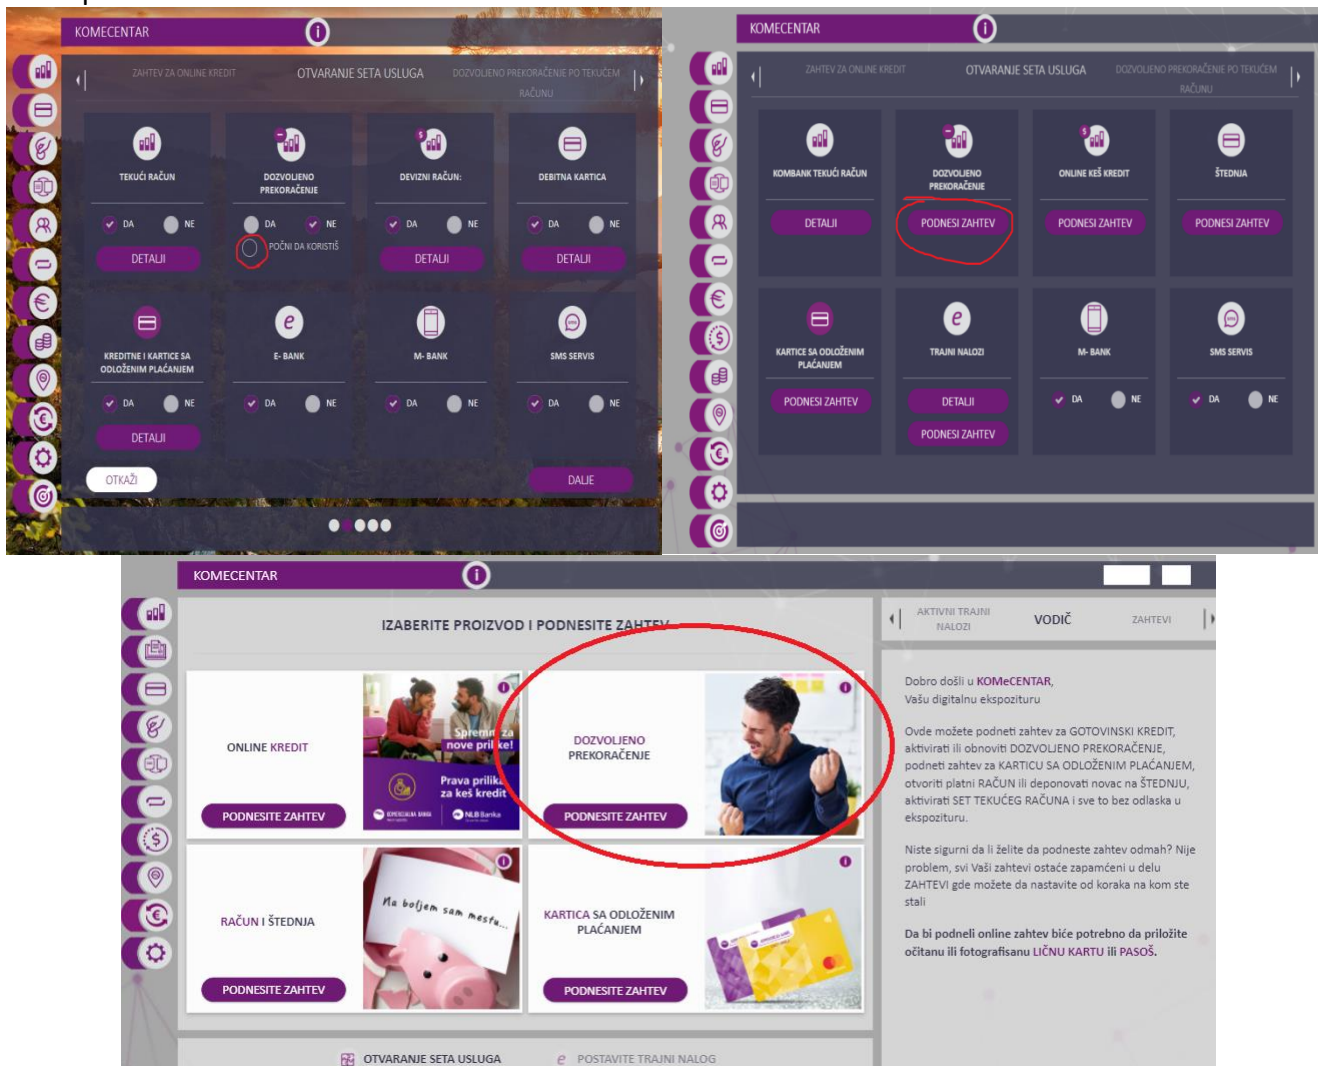 KOMECENTAR
ZAHTEV ZA ONLINE KREDIT
OTVARANJE SETA USLUGA
DOZVOLJENO PREKORAČENJE PO TEKUĆEM
RAČUNU
TEKUĆI RAČUN
DOZVOLJENO
PREKORAČENJE
DEVIZNI RAČUN:
DEBITNA KARTICA
DA NE
DA NE
DA NE
DA NE
POČNI DA KORISTIŠ
DETALJI
DETALJI
DETALJI
KREDITNE I KARTICE SA
ODLOŽENIM PLAĆANJEM
E- BANK
M- BANK
SMS SERVIS
DA NE
DA NE
DA NE
DA NE
DETALJI
OTKAŽI
DALJE
KOMECENTAR
ZAHTEV ZA ONLINE KREDIT
OTVARANJE SETA USLUGA
DOZVOLJENO PREKORAČENJE PO TEKUĆEM
RAČUNU
KOMBANK TEKUĆI RAČUN
DOZVOLJENO
PREKORAČENJE
ONLINE KEŠ KREDIT
ŠTEDNJA
DETALJI
PODNESI ZAHTEV
PODNESI ZAHTEV
PODNESI ZAHTEV
KARTICE SA ODLOŽENIM
PLAĆANJEM
TRAJNI NALOZI
M- BANK
SMS SERVIS
PODNESI ZAHTEV
DETALJI
PODNESI ZAHTEV
DA NE
DA NE
KOMECENTAR
IZABERITE PROIZVOD I PODNESITE ZAHTEV
ONLINE KREDIT
PODNESITE ZAHTEV
Spremni za
nove prilike!
Prava prilika
za keš kredit
KOMERCIJALNA BANKA
NLB Banka
DOZVOLJENO
PREKORAČENJE
PODNESITE ZAHTEV
RAČUN I ŠTEDNJA
PODNESITE ZAHTEV
Na boljem sam mestu...
KARTICA SA ODLOŽENIM
PLAĆANJEM
PODNESITE ZAHTEV
OTVARANJE SETA USLUGA
POSTAVITE TRAJNI NALOG
AKTIVNI TRAJNI
NALOZI
VODIČ
ZAHTEVI
Dobro došli u KOMeCENTAR,
Vašu digitalnu ekspozituru
Ovde možete podneti zahtev za GOTOVINSKI KREDIT,
aktivirati ili obnoviti DOZVOLJENO PREKORAČENJE,
podneti zahtev za KARTICU SA ODLOŽENIM PLAĆANJEM,
otvoriti platni RAČUN ili deponovati novac na ŠTEDNJU,
aktivirati SET TEKUĆEG RAČUNA i sve to bez odlaska u
ekspozituru.
Niste sigurni da li želite da podneste zahtev odmah? Nije
problem, svi Vaši zahtevi ostaće zapamćeni u delu
ZAHTEVI gde možete da nastavite od koraka na kom ste
stali
Da bi podneli online zahtev biće potrebno da priložite
očitanu ili fotografisanu LIČNU KARTU ili PASOŠ.